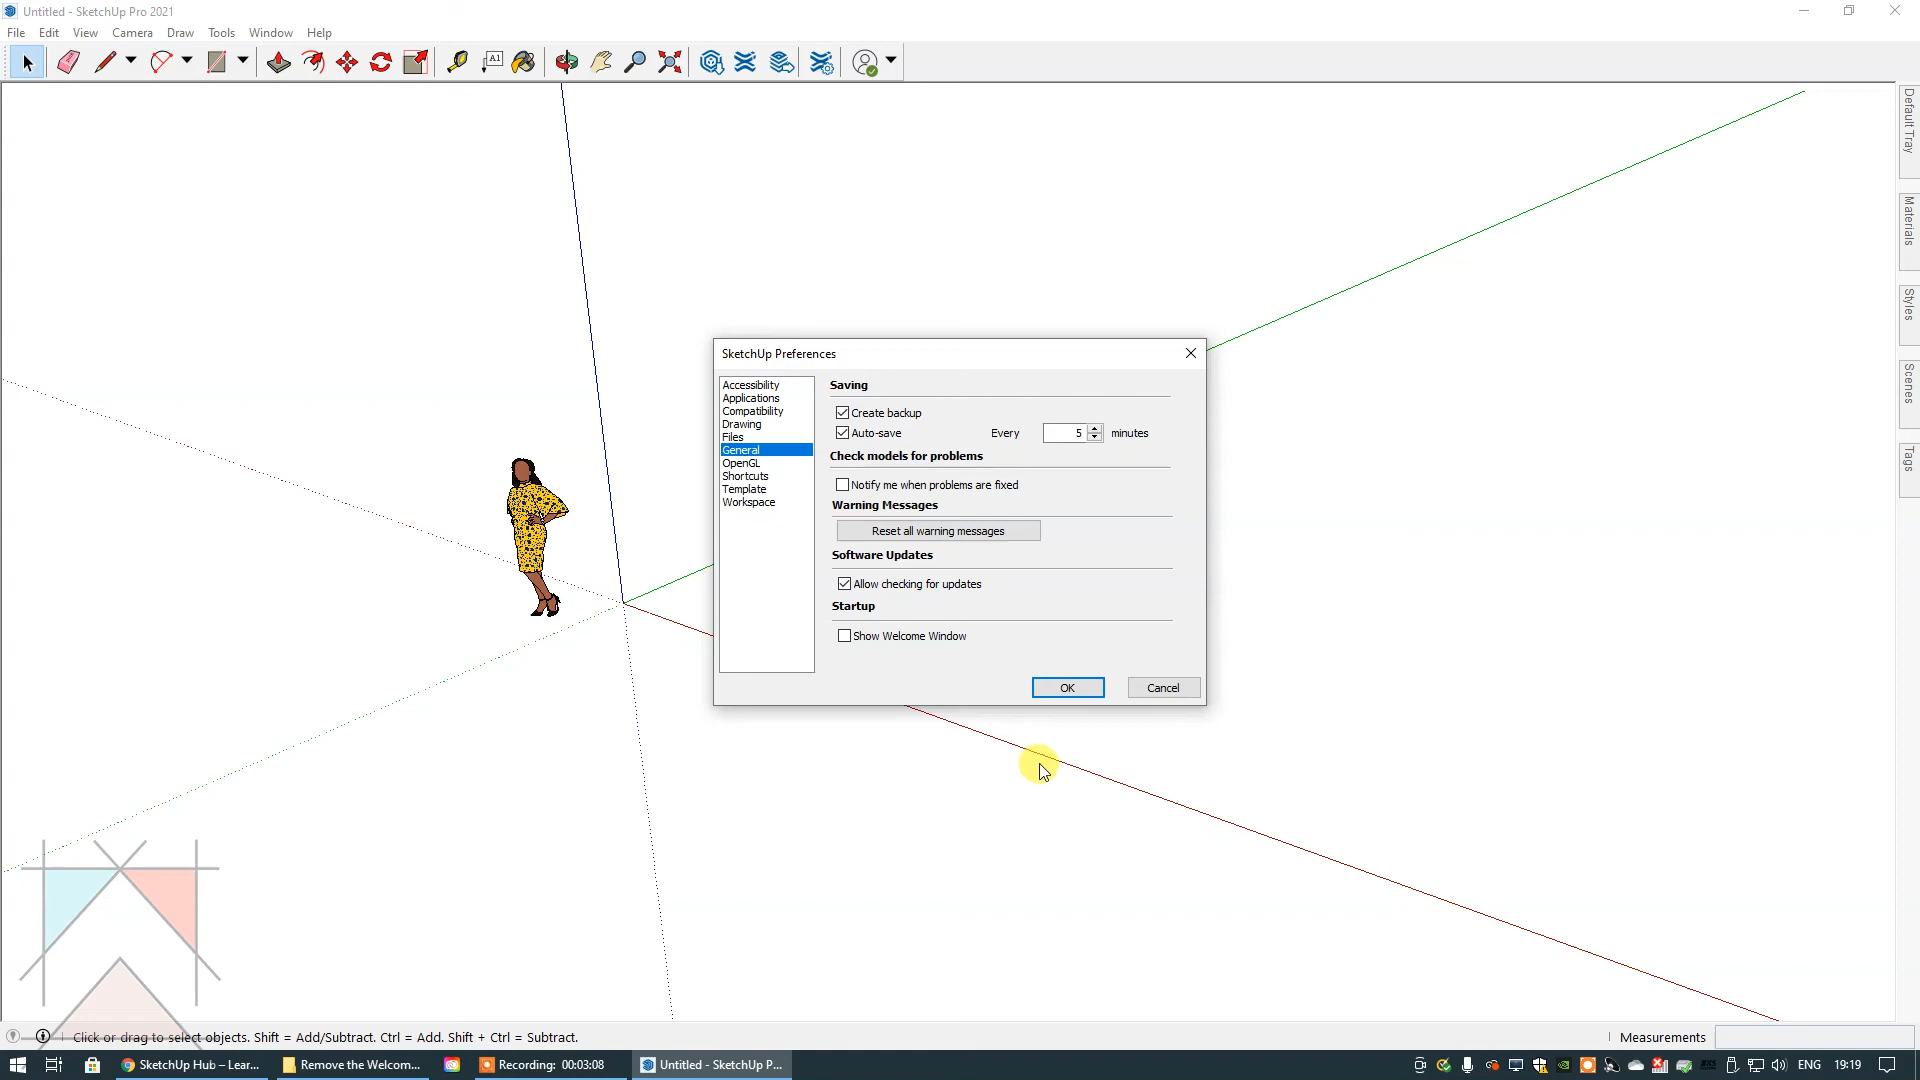 Untitled - SketchUp Pro 2021
File Edit View Camera Draw Tools Window Help
A1
Default Tray
Materials
Styles
Scenes
Tags
SketchUp Preferences
Accessibility
Applications
Compatibility
Drawing
Files
General
OpenGL
Shortcuts
Template
Workspace
Saving
Create backup
Auto-save Every 5 minutes
Check models for problems
Notify me when problems are fixed
Warning Messages
Reset all warning messages
Software Updates
Allow checking for updates
Startup
Show Welcome Window
OK Cancel
Click or drag to select objects. Shift = Add/Subtract. Ctrl = Add. Shift + Ctrl = Subtract. Measurements
SketchUp Hub – Lear... Remove the Welcom... Recording: 00:03:08 Untitled - SketchUp P... ENG 19:19